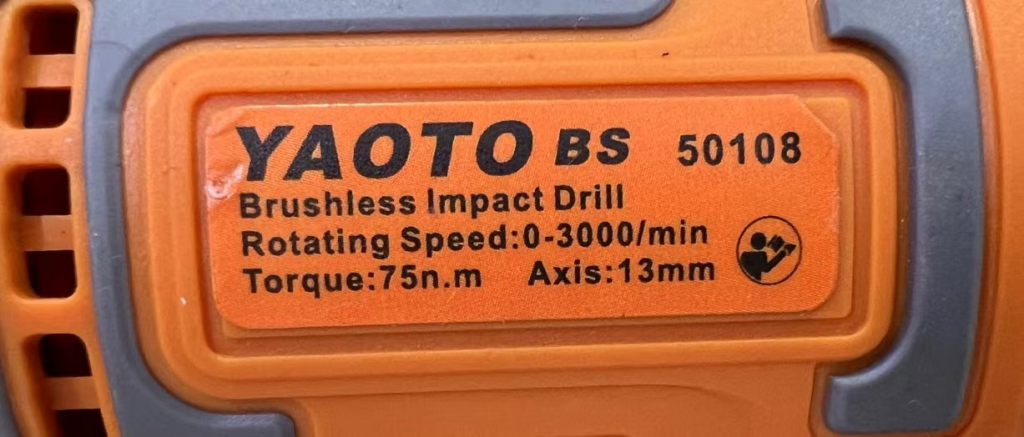 YAOTO BS 50108
Brushless Impact Drill
Rotating Speed:0-3000/min
Torque:75n.m Axis:13mm